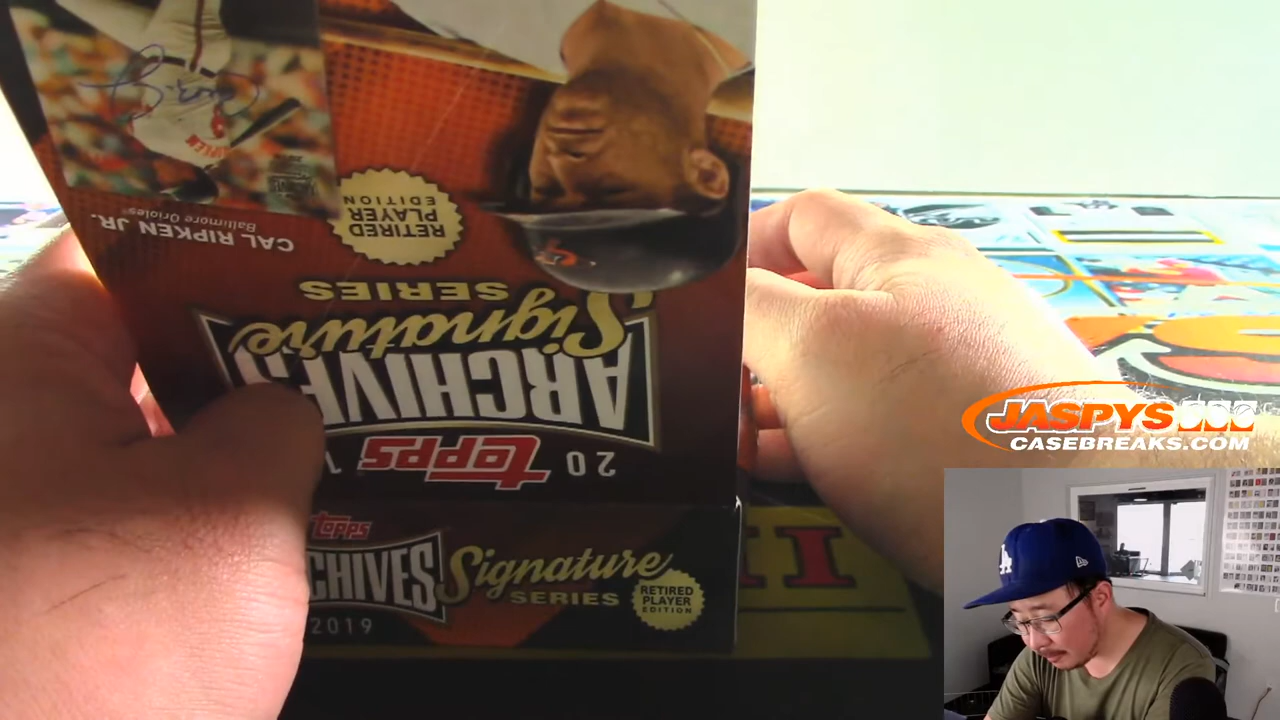 CAL RIPKEN JR.
Baltimore Orioles
RETIRED
PLAYER
EDITION
Signature
SERIES
ARCHIVES
20
topps
topps
CHIVES
Signature
SERIES
RETIRED
PLAYER
EDITION
2019
JASPYS
CASEBREAKS.COM
LA